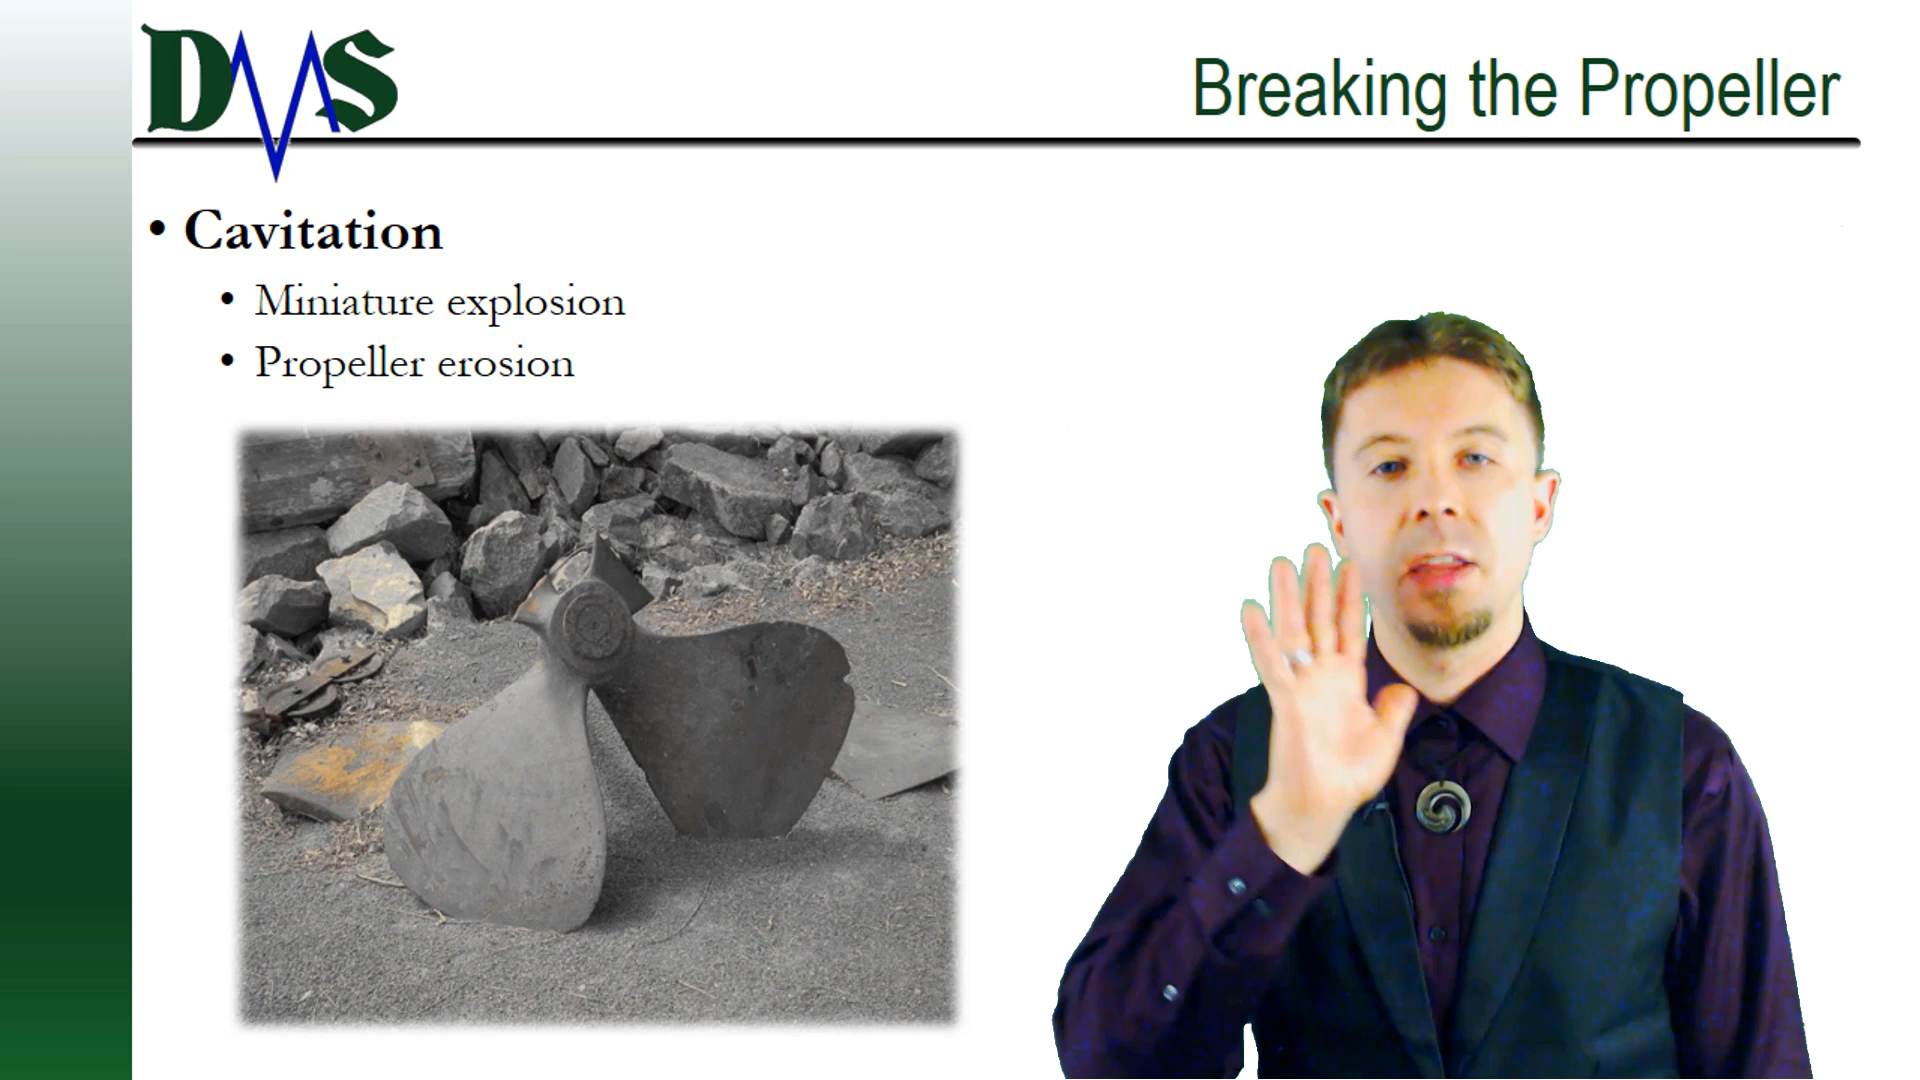 DMS
Breaking the Propeller
• Cavitation
• Miniature explosion
• Propeller erosion